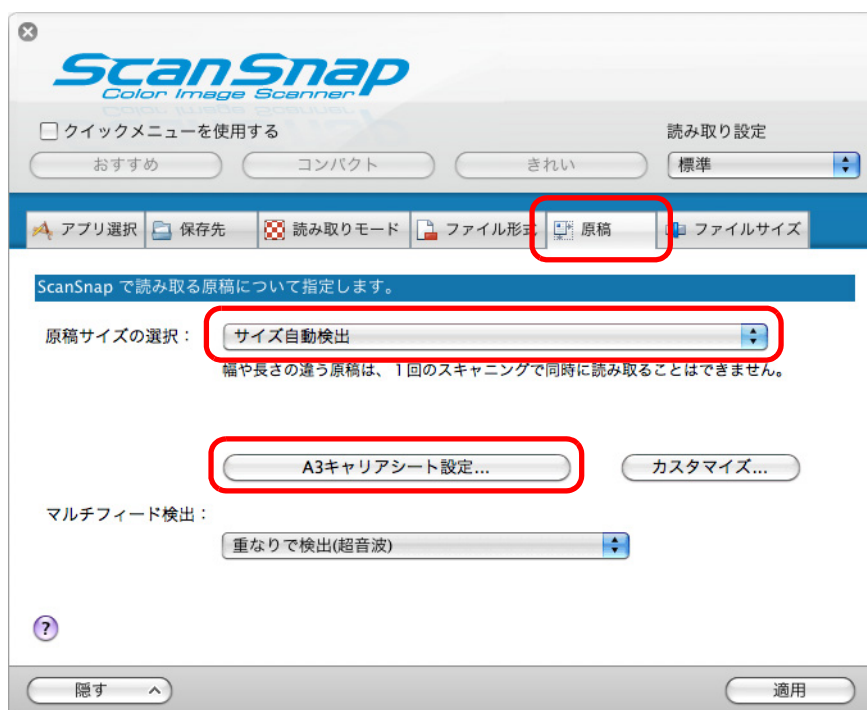 ScanSnap
Color Image Scanner
クイックメニューを使用する
読み取り設定
おすすめ
コンパクト
きれい
標準
アプリ選択
保存先
読み取りモード
ファイル形式
原稿
ファイルサイズ
ScanSnap で読み取る原稿について指定します。
原稿サイズの選択：
サイズ自動検出
幅や長さの違う原稿は、1回のスキャニングで同時に読み取ることはできません。
A3キャリアシート設定...
カスタマイズ...
マルチフィード検出：
重なりで検出(超音波)
?
隠す
適用